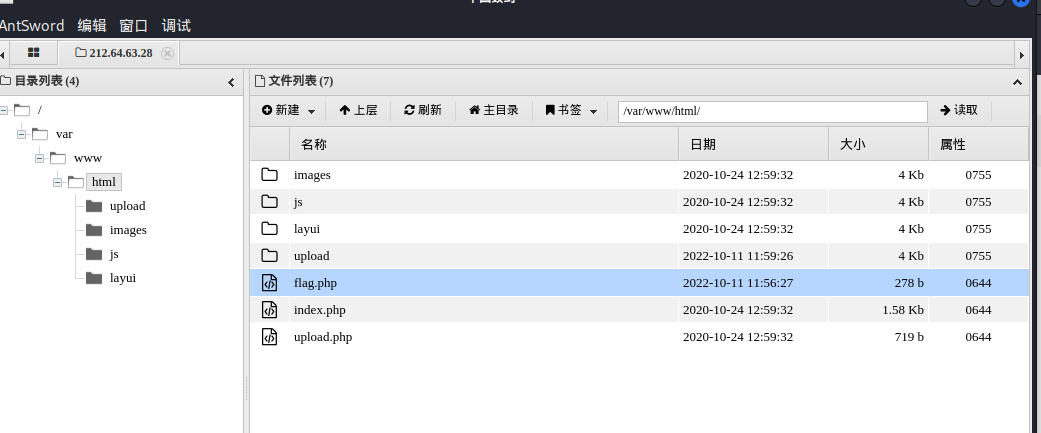 AntSword 编辑 窗口 调试
212.64.63.28
目录列表 (4)
/
var
www
html
upload
images
js
layui
文件列表 (7)
新建 上层 刷新 主目录 书签 /var/www/html/ 读取
名称 日期 大小 属性
images 2020-10-24 12:59:32 4 Kb 0755
js 2020-10-24 12:59:32 4 Kb 0755
layui 2020-10-24 12:59:32 4 Kb 0755
upload 2022-10-11 11:59:26 4 Kb 0755
flag.php 2022-10-11 11:56:27 278 b 0644
index.php 2020-10-24 12:59:32 1.58 Kb 0644
upload.php 2020-10-24 12:59:32 719 b 0644